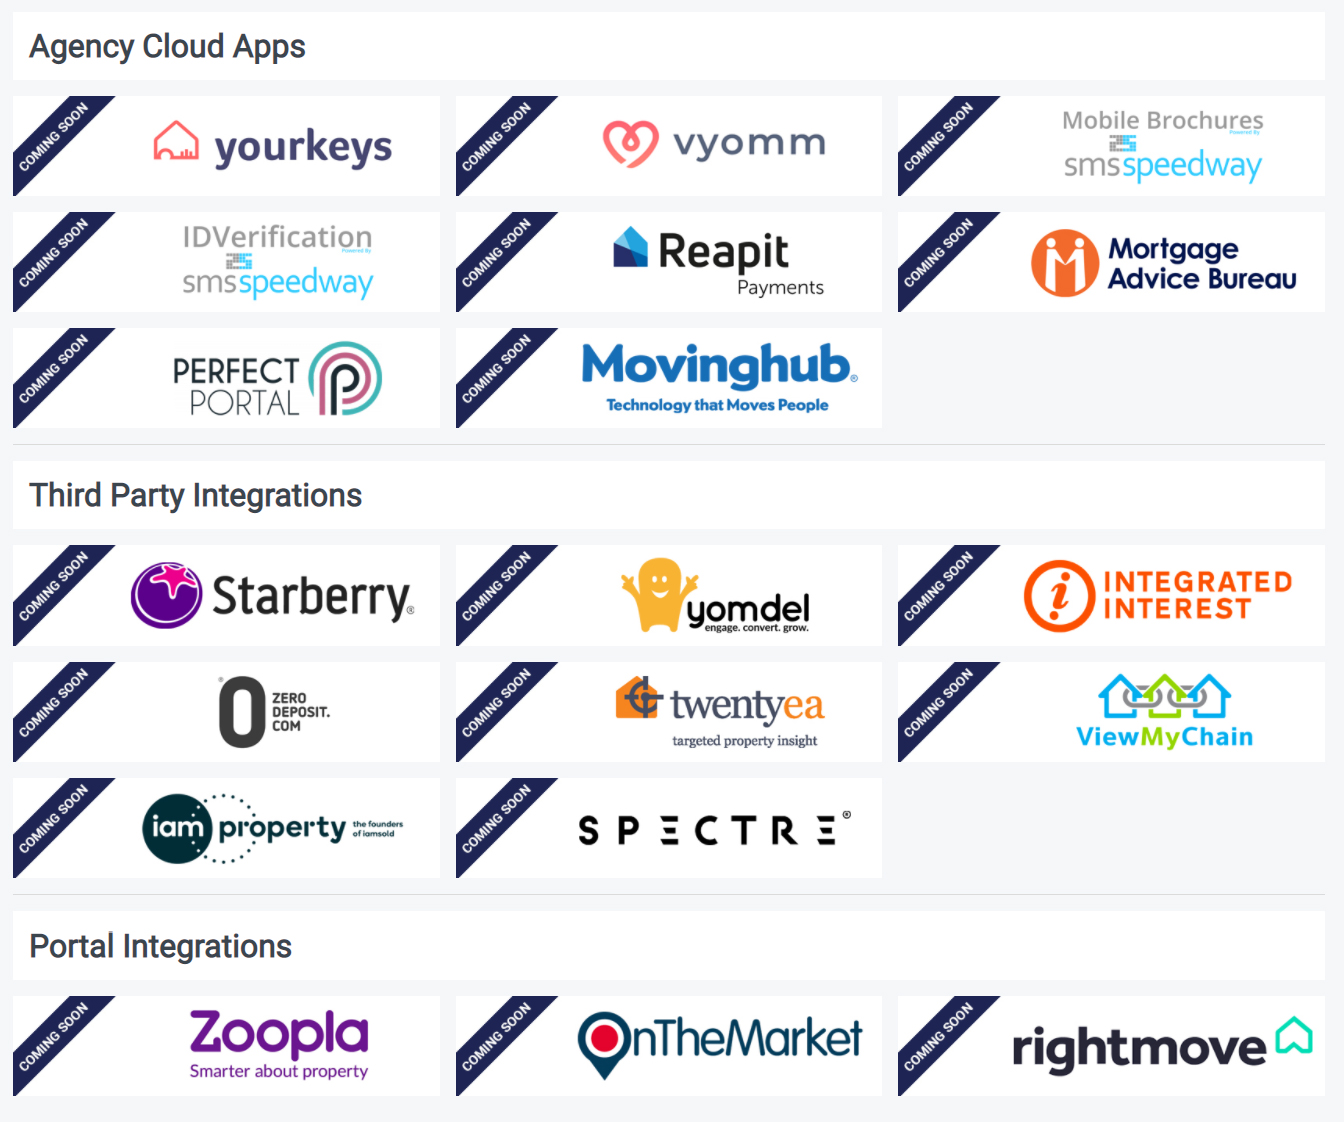 Agency Cloud Apps
COMING SOON
yourkeys
COMING SOON
vyomm
COMING SOON
Mobile Brochures
Powered By
smsspeedway
COMING SOON
IDVerification
Powered By
smsspeedway
COMING SOON
Reapit
Payments
COMING SOON
Mortgage
Advice Bureau
COMING SOON
PERFECT
PORTAL
COMING SOON
Movinghub®
Technology that Moves People
Third Party Integrations
COMING SOON
Starberry®
COMING SOON
yomdel
engage. convert. grow.
COMING SOON
INTEGRATED
INTEREST
COMING SOON
ZERO
DEPOSIT.
COM
COMING SOON
twentyea
targeted property insight
COMING SOON
ViewMyChain
COMING SOON
iam property
the founders
of iamsold
COMING SOON
SPECTRE®
Portal Integrations
COMING SOON
Zoopla
Smarter about property
COMING SOON
OnTheMarket
COMING SOON
rightmove